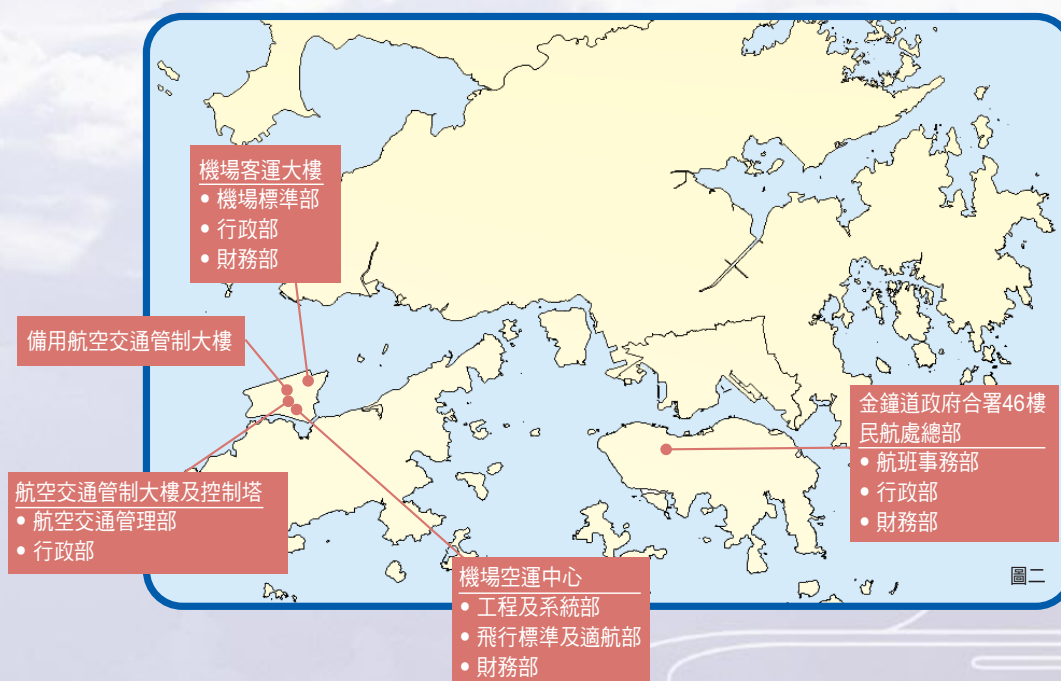 機場客運大樓
• 機場標準部
• 行政部
• 財務部
備用航空交通管制大樓
航空交通管制大樓及控制塔
• 航空交通管理部
• 行政部
機場空運中心
• 工程及系統部
• 飛行標準及適航部
• 財務部
金鐘道政府合署46樓
民航處總部
• 航班事務部
• 行政部
• 財務部
圖二